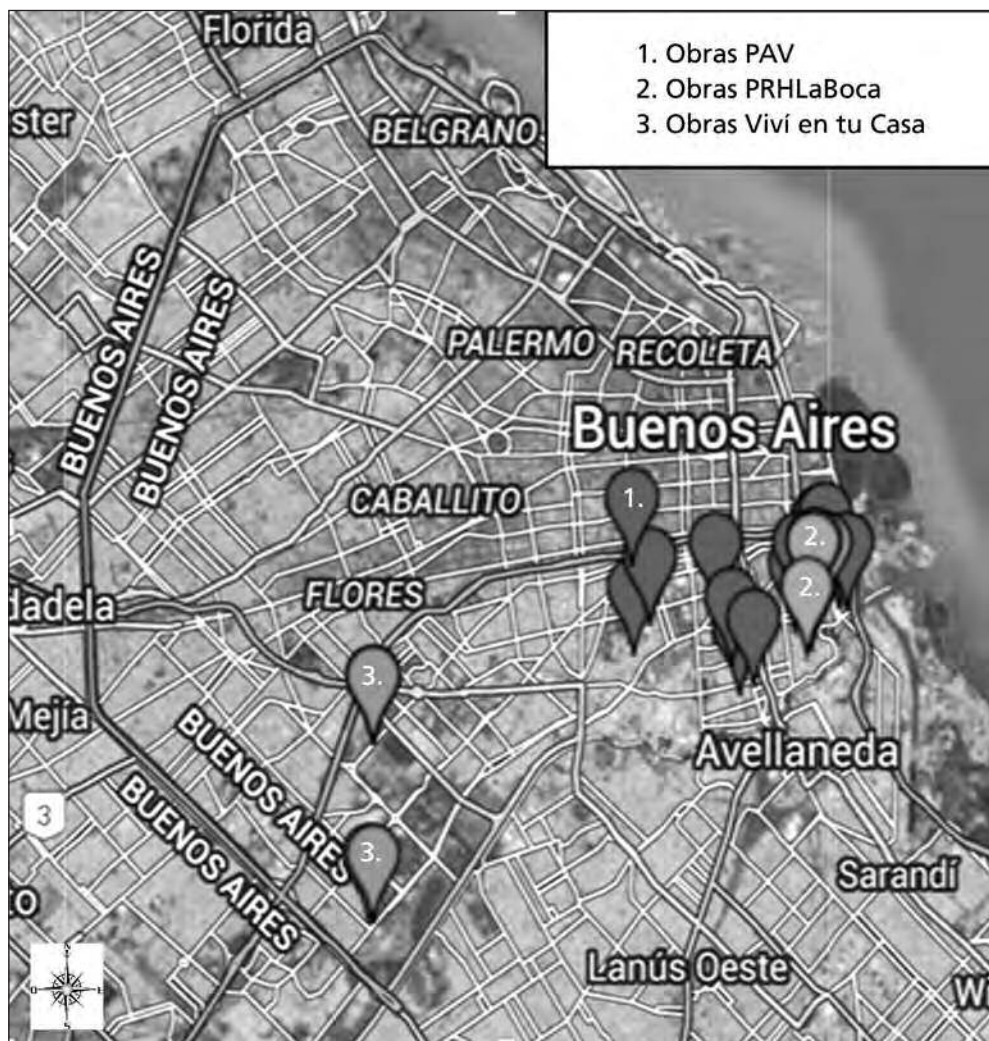 Florida
1. Obras PAV
2. Obras PRHLaBoca
3. Obras Viví en tu Casa
ster
BELGRANO
BUENOS AIRES
BUENOS AIRES
PALERMO
RECOLETA
Buenos Aires
CABALLITO
1.
2.
FLORES
2.
dadela
3.
Mejía
BUENOS AIRES
Avellaneda
BUENOS AIRES
3
3.
Sarandí
to
Lanús Oeste
Wi
N
O
E
S